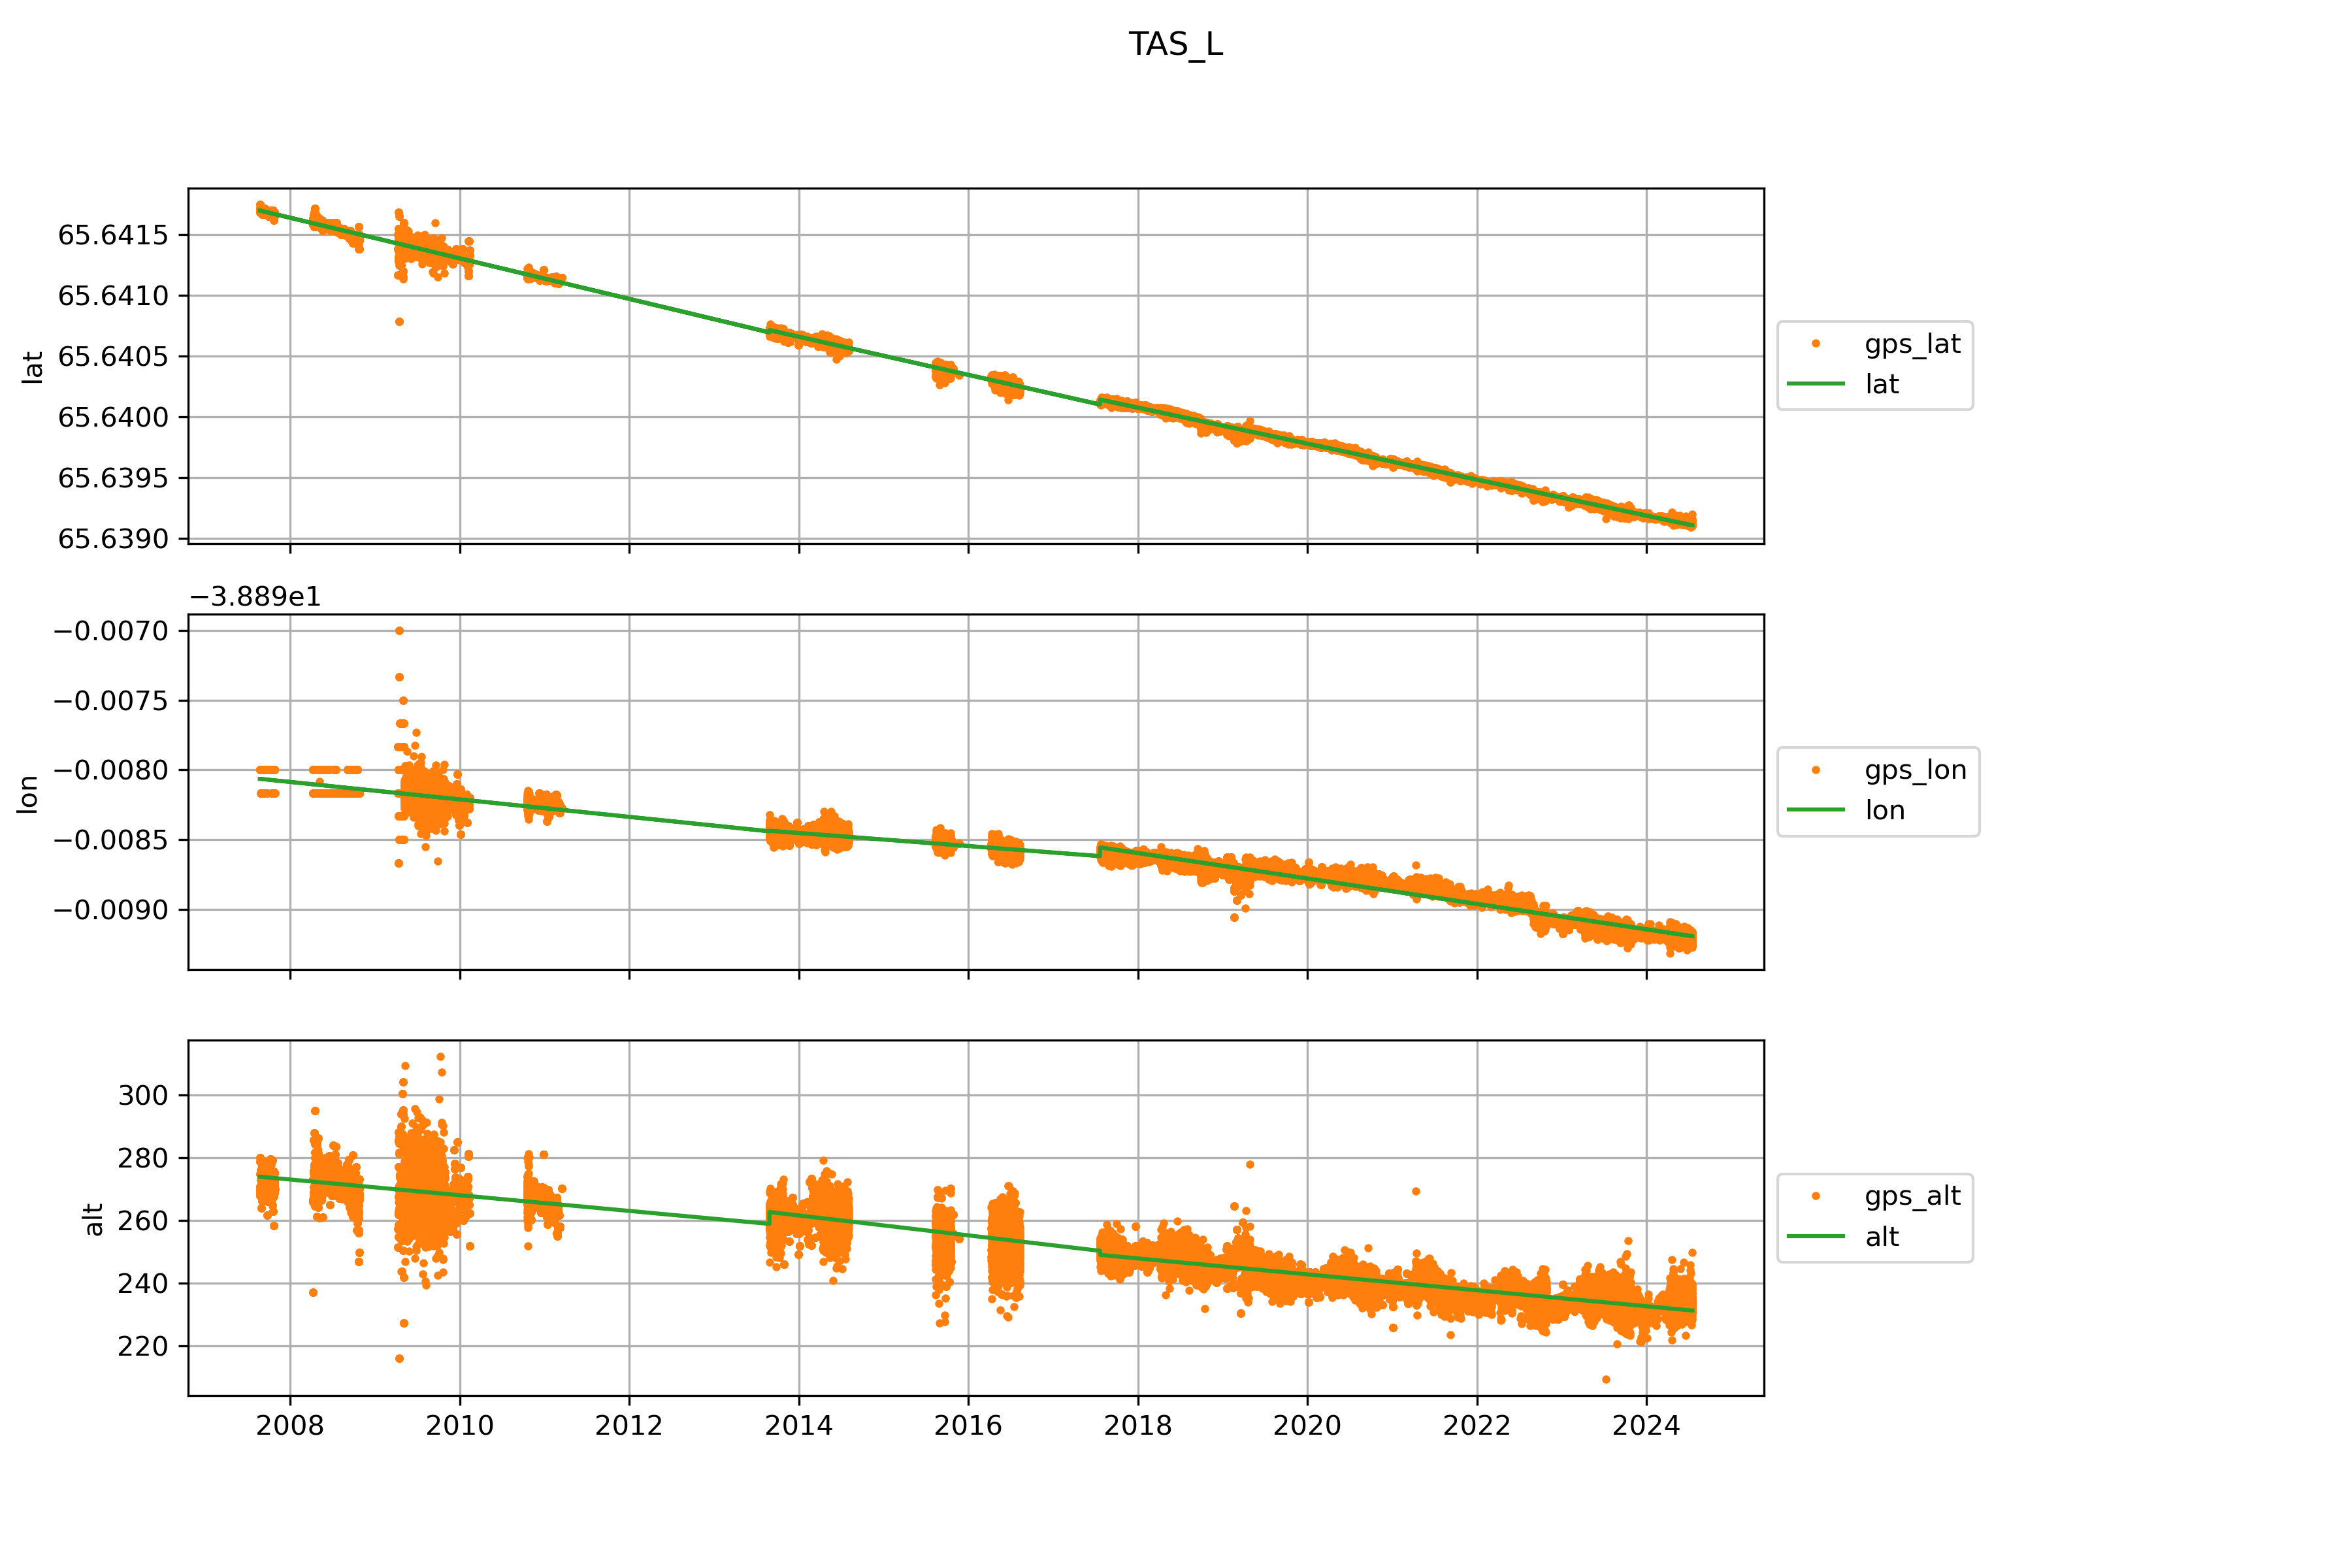 TAS_L
65.6415
65.6410
65.6405
65.6400
65.6395
65.6390
lat
gps_lat
lat
−3.889e1
−0.0070
−0.0075
−0.0080
−0.0085
−0.0090
lon
gps_lon
lon
300
280
260
240
220
alt
gps_alt
alt
2008 2010 2012 2014 2016 2018 2020 2022 2024